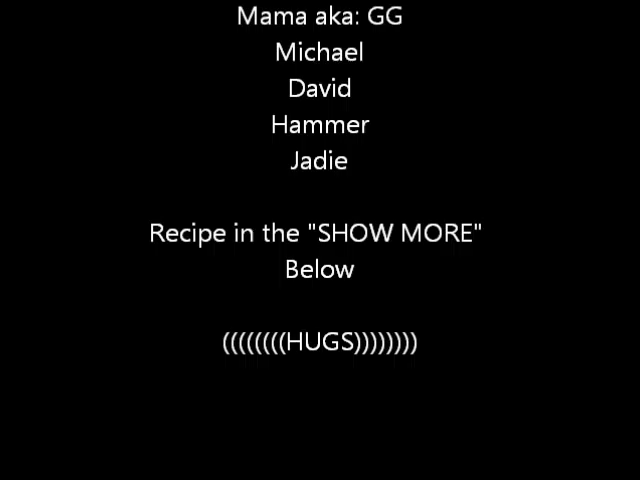 Mama aka: GG
Michael
David
Hammer
Jadie
Recipe in the "SHOW MORE"
Below
((((((((HUGS))))))))